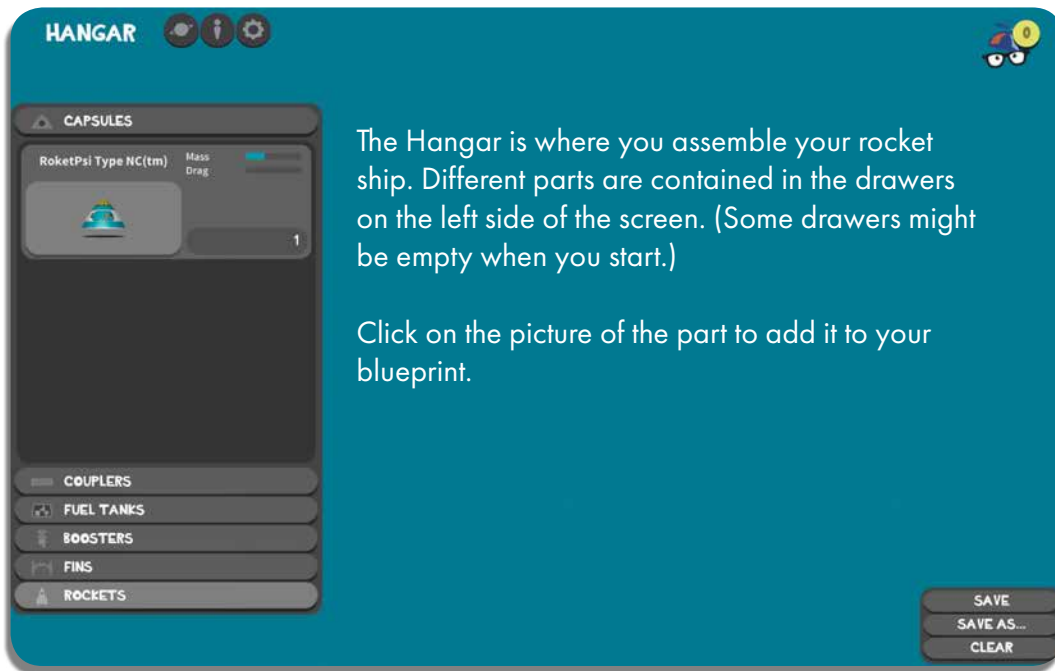 HANGAR
0
CAPSULES
RoketPsi Type NC(tm)
Mass
Drag
1
The Hangar is where you assemble your rocket
ship. Different parts are contained in the drawers
on the left side of the screen. (Some drawers might
be empty when you start.)
Click on the picture of the part to add it to your
blueprint.
COUPLERS
FUEL TANKS
BOOSTERS
FINS
ROCKETS
SAVE
SAVE AS...
CLEAR